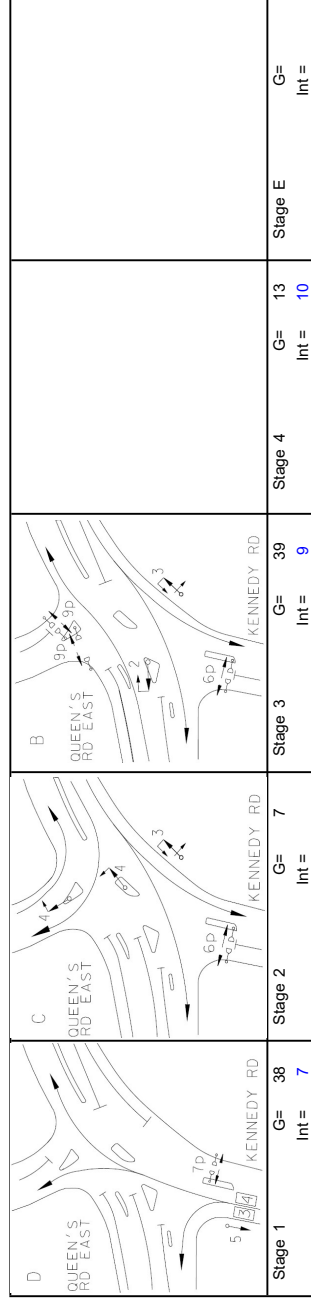 D
QUEEN'S
RD EAST
7P
5
3 4
KENNEDY RD
Stage 1 G= 38
Int = 7
C
4
QUEEN'S
RD EAST
4
3
6p
KENNEDY RD
Stage 2 G= 7
Int =
B
9p
9p
QUEEN'S
RD EAST
2
3
6p
KENNEDY RD
Stage 3 G= 39
Int = 9
Stage 4 G= 13
Int = 10
Stage E G=
Int =